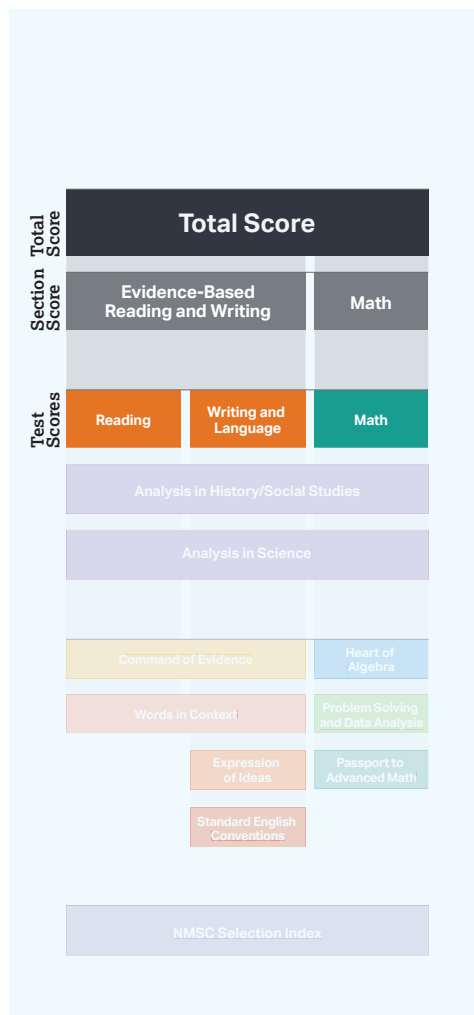 Total
Score
Total Score
Section
Score
Evidence-Based
Reading and Writing
Math
Test
Scores
Reading
Writing and
Language
Math
Analysis in History/Social Studies
Analysis in Science
Command of Evidence
Heart of
Algebra
Words in Context
Problem Solving
and Data Analysis
Expression
of Ideas
Passport to
Advanced Math
Standard English
Conventions
NMSC Selection Index